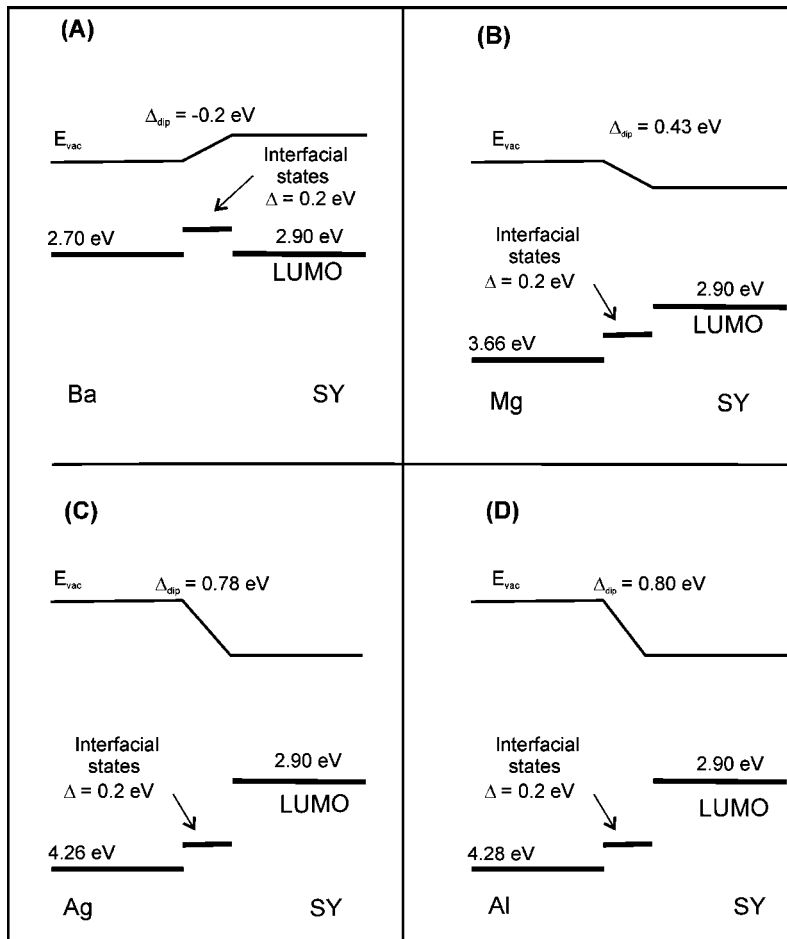 (A)
Δdip = -0.2 eV
Evac
Interfacial
states
Δ = 0.2 eV
2.70 eV
2.90 eV
LUMO
Ba
SY
(B)
Δdip = 0.43 eV
Evac
Interfacial
states
Δ = 0.2 eV
2.90 eV
LUMO
3.66 eV
Mg
SY
(C)
Evac
Δdip = 0.78 eV
Interfacial
states
Δ = 0.2 eV
2.90 eV
LUMO
4.26 eV
Ag
SY
(D)
Evac
Δdip = 0.80 eV
Interfacial
states
Δ = 0.2 eV
2.90 eV
LUMO
4.28 eV
Al
SY